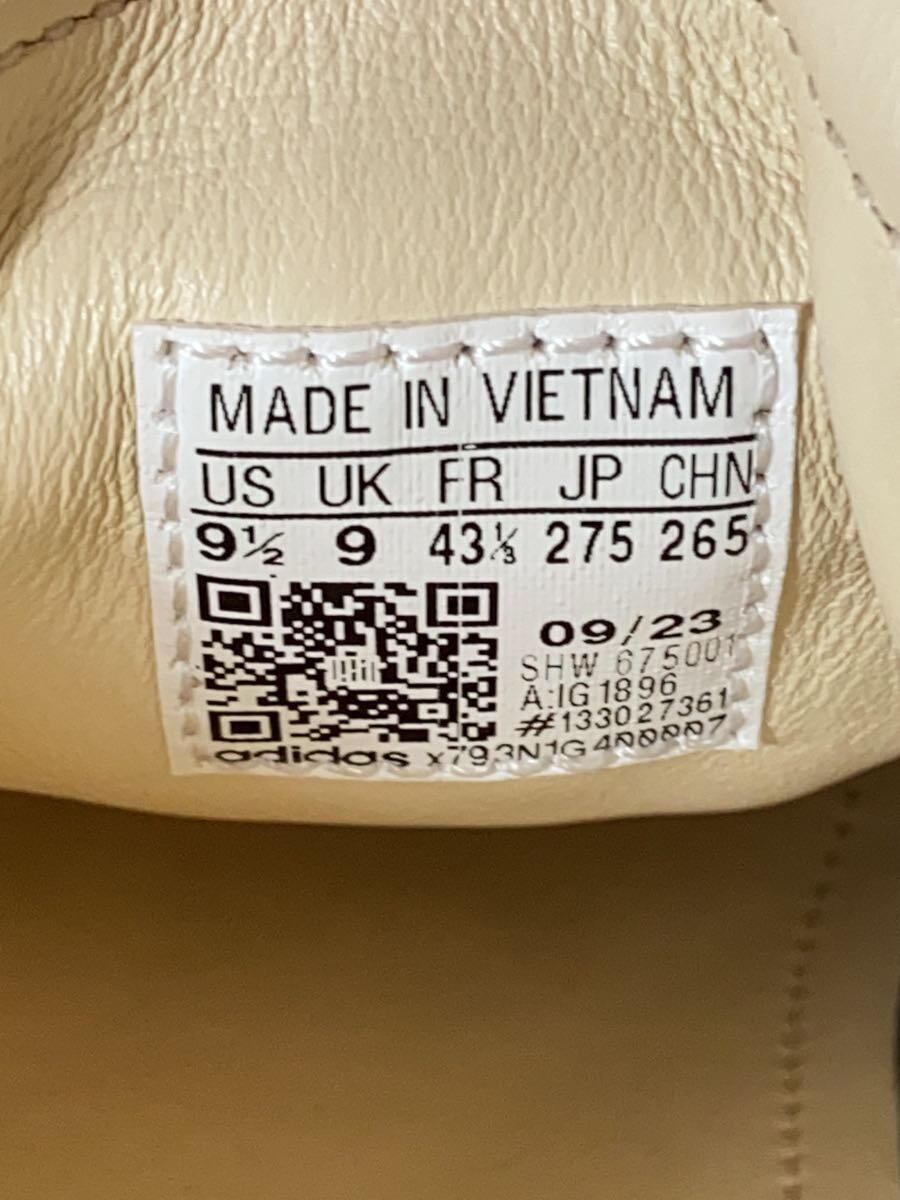 MADE IN VIETNAM
US UK FR JP CHN
9½ 9 43⅓ 275 265
09/23
SHW 675001
A:IG1896
#133027361
adidas X793N1G400007